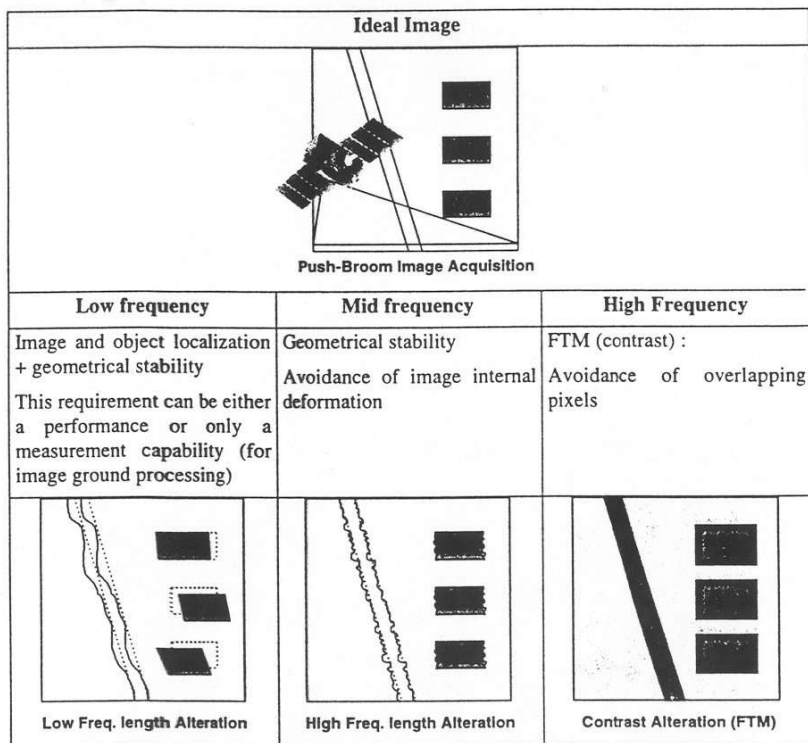 Ideal Image
Push-Broom Image Acquisition
Low frequency
Mid frequency
High Frequency
Image and object localization
+ geometrical stability
This requirement can be either
a performance or only a
measurement capability (for
image ground processing)
Geometrical stability
Avoidance of image internal
deformation
FTM (contrast) :
Avoidance of overlapping
pixels
Low Freq. length Alteration
High Freq. length Alteration
Contrast Alteration (FTM)